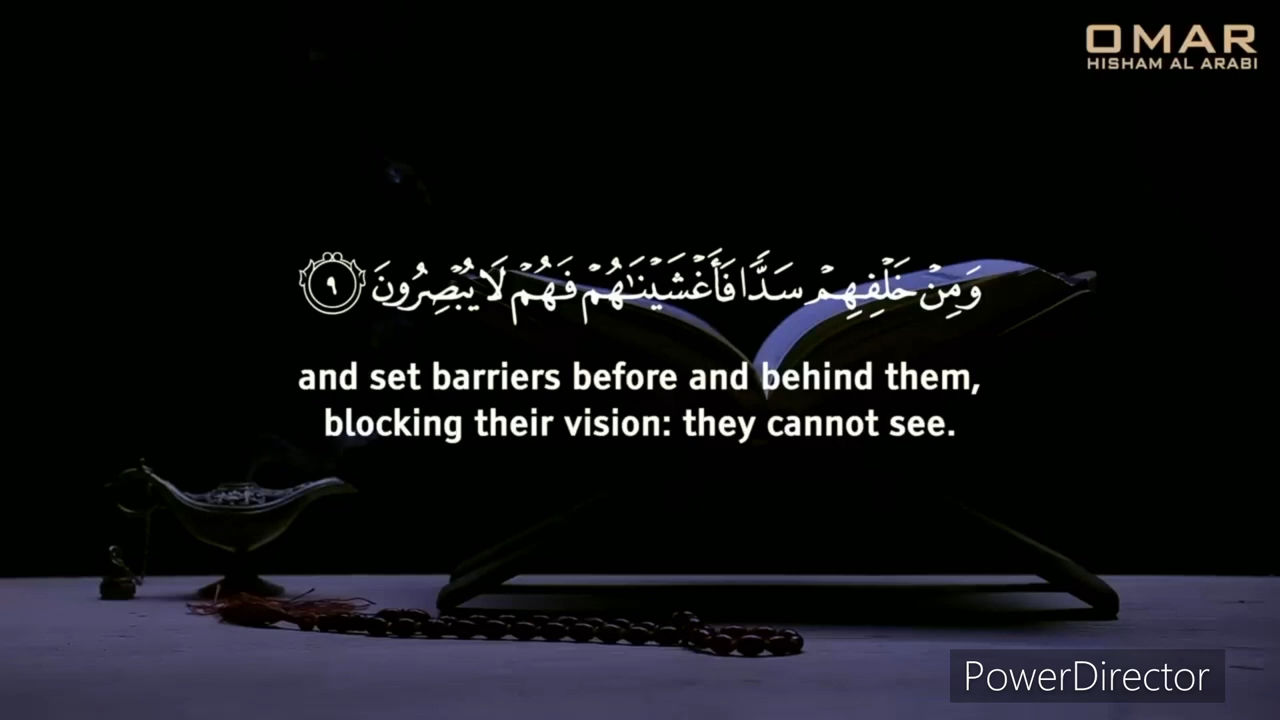 OMAR
HISHAM AL ARABI
وَمِنْ خَلْفِهِمْ سَدًّا فَأَغْشَيْنَـٰهُمْ فَهُمْ لَا يُبْصِرُونَ ٩
and set barriers before and behind them,
blocking their vision: they cannot see.
PowerDirector